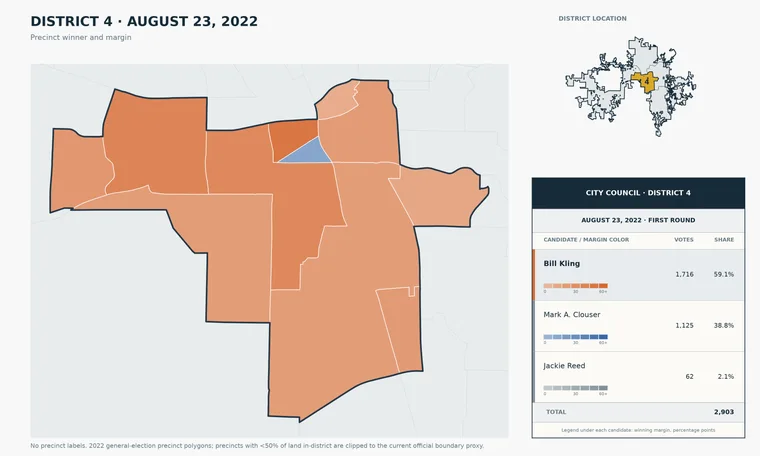 DISTRICT 4 · AUGUST 23, 2022
Precinct winner and margin
DISTRICT LOCATION
4
CITY COUNCIL · DISTRICT 4
AUGUST 23, 2022 · FIRST ROUND
CANDIDATE / MARGIN COLOR VOTES SHARE
Bill Kling
1,716 59.1%
0 30 60+
Mark A. Clouser
1,125 38.8%
0 30 60+
Jackie Reed
62 2.1%
0 30 60+
TOTAL 2,903
Legend under each candidate: winning margin, percentage points
No precinct labels. 2022 general-election precinct polygons; precincts with <50% of land in-district are clipped to the current official boundary proxy.